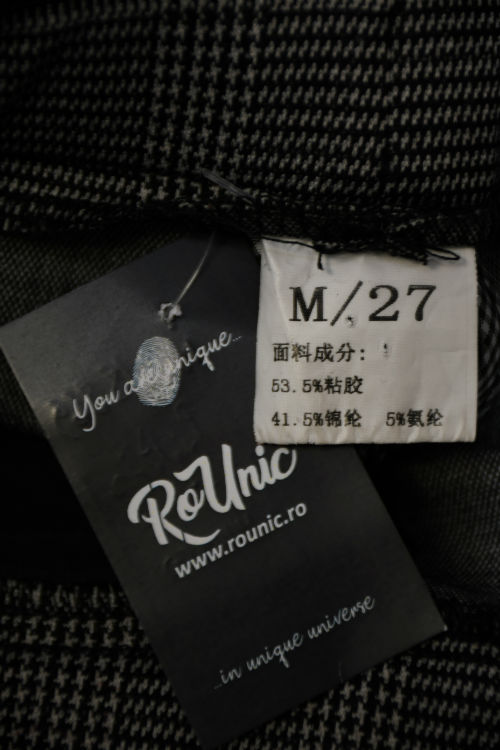 M/27
面料成分:
53.5%粘胶
41.5%锦纶 5%氨纶
You are unique...
RoUnic
www.rounic.ro
...in unique universe